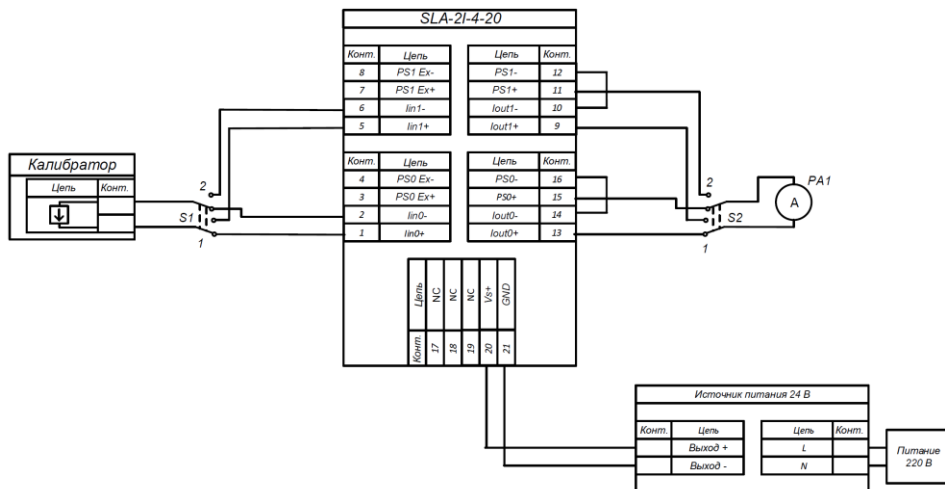 SLA-2I-4-20
Конт. Цепь Цепь Конт.
8 PS1 Ex- PS1- 12
7 PS1 Ex+ PS1+ 11
6 Iin1- Iout1- 10
5 Iin1+ Iout1+ 9
Конт. Цепь Цепь Конт.
4 PS0 Ex- PS0- 16
3 PS0 Ex+ PS0+ 15
2 Iin0- Iout0- 14
1 Iin0+ Iout0+ 13
Калибратор
Цепь Конт.
2
S1
1
2
S2
1
PA1
A
Цепь NC NC NC Vs+ GND
Конт. 17 18 19 20 21
Источник питания 24 В
Конт. Цепь Цепь Конт.
Выход + L
Выход - N
Питание
220 В